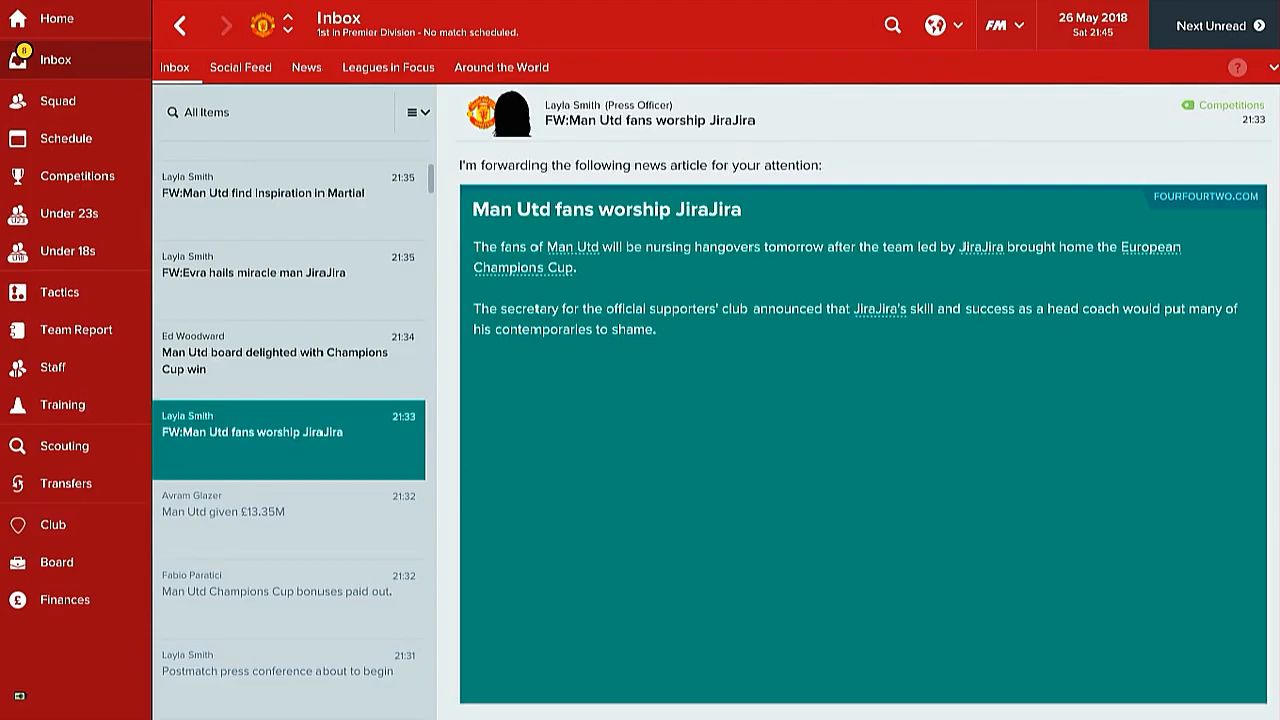 Home
Inbox
8
Squad
Schedule
Competitions
Under 23s
Under 18s
Tactics
Team Report
Staff
Training
Scouting
Transfers
Club
Board
Finances
Inbox
1st in Premier Division - No match scheduled.
FM
26 May 2018
Sat 21:45
Next Unread
Inbox Social Feed News Leagues in Focus Around the World
?
All Items
Layla Smith 21:35
FW:Man Utd find inspiration in Martial
Layla Smith 21:35
FW:Evra hails miracle man JiraJira
Ed Woodward 21:34
Man Utd board delighted with Champions
Cup win
Layla Smith 21:33
FW:Man Utd fans worship JiraJira
Avram Glazer 21:32
Man Utd given £13.35M
Fabio Paratici 21:32
Man Utd Champions Cup bonuses paid out.
Layla Smith 21:31
Postmatch press conference about to begin
Layla Smith (Press Officer)
FW:Man Utd fans worship JiraJira
Competitions
21:33
I'm forwarding the following news article for your attention:
FOURFOURTWO.COM
Man Utd fans worship JiraJira
The fans of Man Utd will be nursing hangovers tomorrow after the team led by JiraJira brought home the European
Champions Cup.
The secretary for the official supporters' club announced that JiraJira's skill and success as a head coach would put many of
his contemporaries to shame.